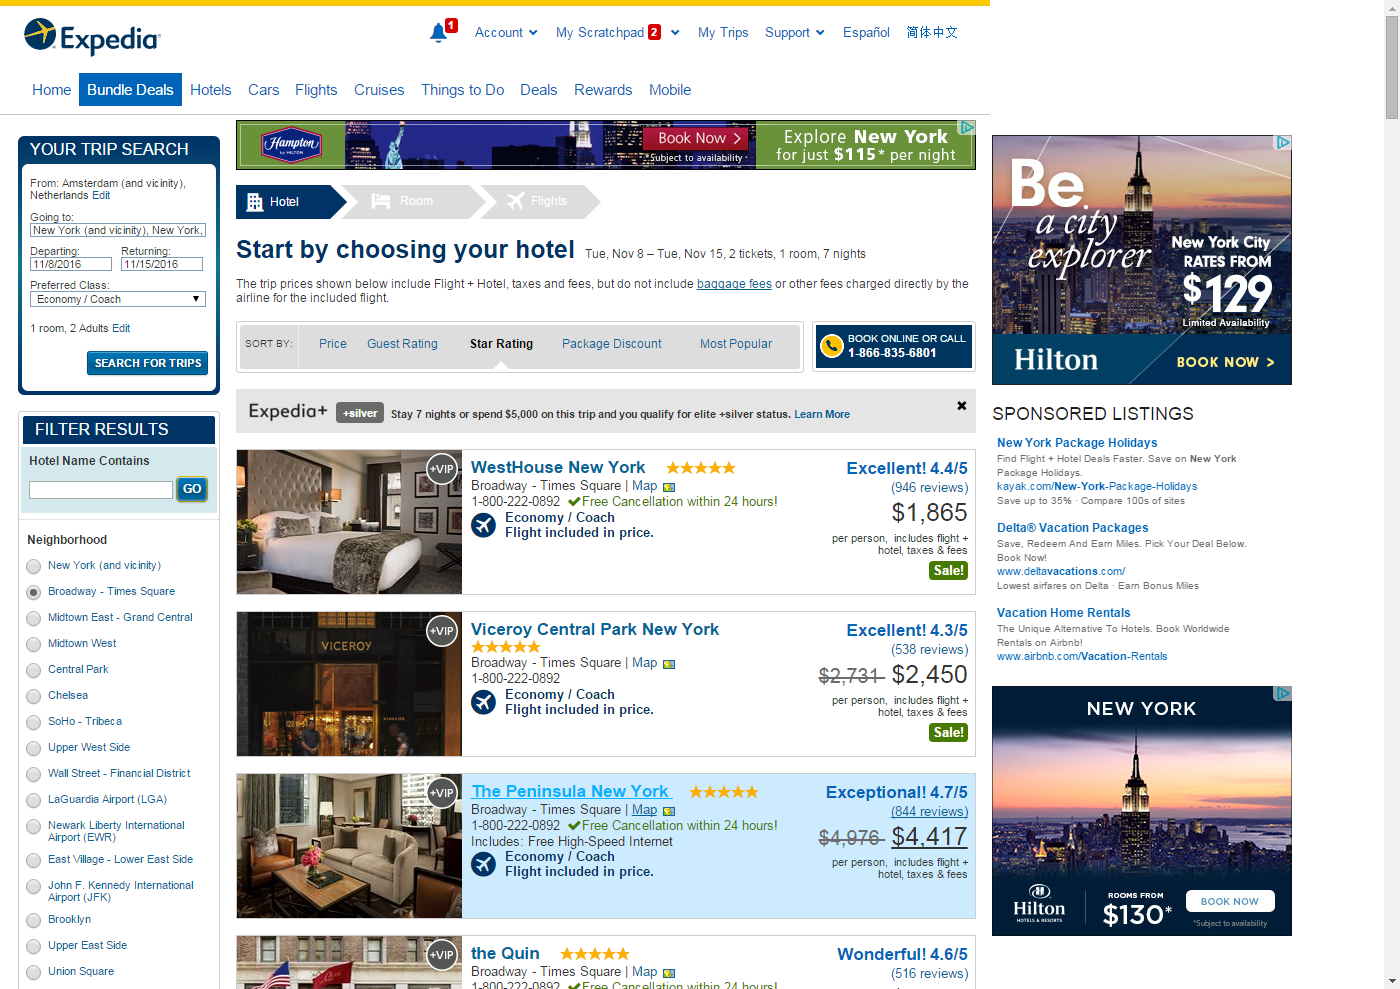 Expedia
1
Account
My Scratchpad 2
My Trips
Support
Español
简体中文
Home
Bundle Deals
Hotels
Cars
Flights
Cruises
Things to Do
Deals
Rewards
Mobile
YOUR TRIP SEARCH
From: Amsterdam (and vicinity),
Netherlands Edit
Going to:
New York (and vicinity), New York,
Departing:
Returning:
11/8/2016
11/15/2016
Preferred Class:
Economy / Coach
1 room, 2 Adults Edit
SEARCH FOR TRIPS
FILTER RESULTS
Hotel Name Contains
GO
Neighborhood
New York (and vicinity)
Broadway - Times Square
Midtown East - Grand Central
Midtown West
Central Park
Chelsea
SoHo - Tribeca
Upper West Side
Wall Street - Financial District
LaGuardia Airport (LGA)
Newark Liberty International
Airport (EWR)
East Village - Lower East Side
John F. Kennedy International
Airport (JFK)
Brooklyn
Upper East Side
Union Square
Hampton
by HILTON
Book Now >
*Subject to availability
Explore New York
for just $115* per night
Hotel
Room
Flights
Start by choosing your hotel
Tue, Nov 8 – Tue, Nov 15, 2 tickets, 1 room, 7 nights
The trip prices shown below include Flight + Hotel, taxes and fees, but do not include baggage fees or other fees charged directly by the
airline for the included flight.
SORT BY:
Price
Guest Rating
Star Rating
Package Discount
Most Popular
BOOK ONLINE OR CALL
1-866-835-6801
Expedia+
+silver
Stay 7 nights or spend $5,000 on this trip and you qualify for elite +silver status. Learn More
+VIP
WestHouse New York
Broadway - Times Square | Map
1-800-222-0892
Free Cancellation within 24 hours!
Economy / Coach
Flight included in price.
Excellent! 4.4/5
(946 reviews)
$1,865
per person, includes flight +
hotel, taxes & fees
Sale!
+VIP
VICEROY
Viceroy Central Park New York
Broadway - Times Square | Map
1-800-222-0892
Economy / Coach
Flight included in price.
Excellent! 4.3/5
(538 reviews)
$2,731 $2,450
per person, includes flight +
hotel, taxes & fees
Sale!
+VIP
The Peninsula New York
Broadway - Times Square | Map
1-800-222-0892
Free Cancellation within 24 hours!
Includes: Free High-Speed Internet
Economy / Coach
Flight included in price.
Exceptional! 4.7/5
(844 reviews)
$4,976 $4,417
per person, includes flight +
hotel, taxes & fees
+VIP
the Quin
Broadway - Times Square | Map
1-800-222-0892
Free Cancellation within 24 hours!
Wonderful! 4.6/5
(516 reviews)
Be
a city
explorer
New York City
RATES FROM
$129
Limited Availability
Hilton
BOOK NOW >
SPONSORED LISTINGS
New York Package Holidays
Find Flight + Hotel Deals Faster. Save on New York
Package Holidays.
kayak.com/New-York-Package-Holidays
Save up to 35% · Compare 100s of sites
Delta® Vacation Packages
Save, Redeem And Earn Miles. Pick Your Deal Below.
Book Now!
www.deltavacations.com/
Lowest airfares on Delta · Earn Bonus Miles
Vacation Home Rentals
The Unique Alternative To Hotels. Book Worldwide
Rentals on Airbnb!
www.airbnb.com/Vacation-Rentals
NEW YORK
Hilton
HOTELS & RESORTS
ROOMS FROM
$130*
BOOK NOW
*Subject to availability